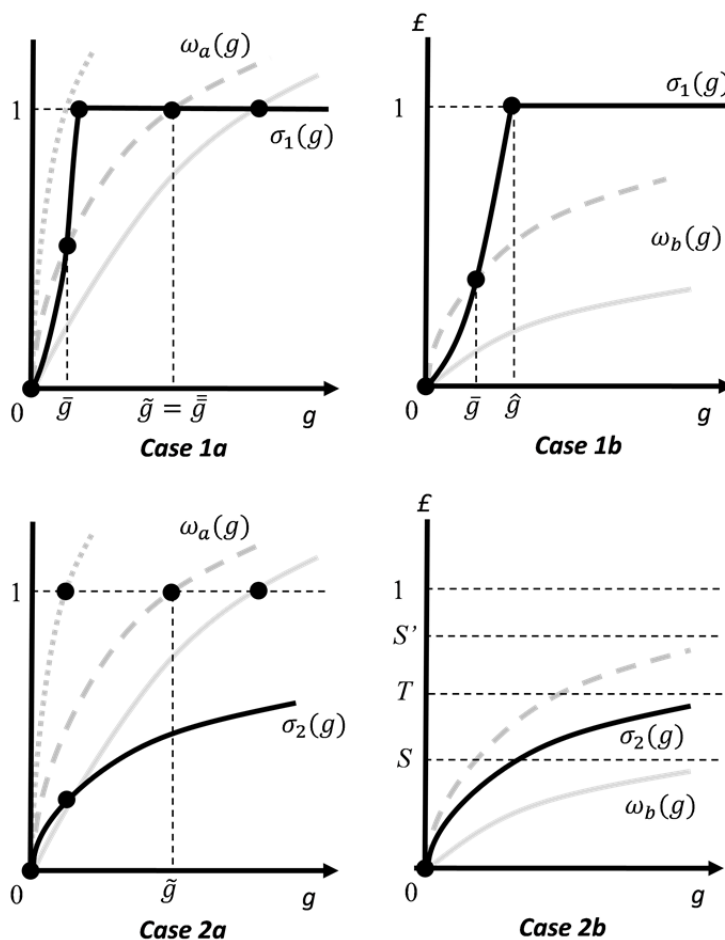 ω_a(g)
1
σ_1(g)
0
ḡ
g̃ = g̿
g
Case 1a
£
σ_1(g)
1
ω_b(g)
0
ḡ
ĝ
g
Case 1b
ω_a(g)
1
σ_2(g)
0
g̃
g
Case 2a
£
1
S'
T
S
σ_2(g)
ω_b(g)
0
g
Case 2b